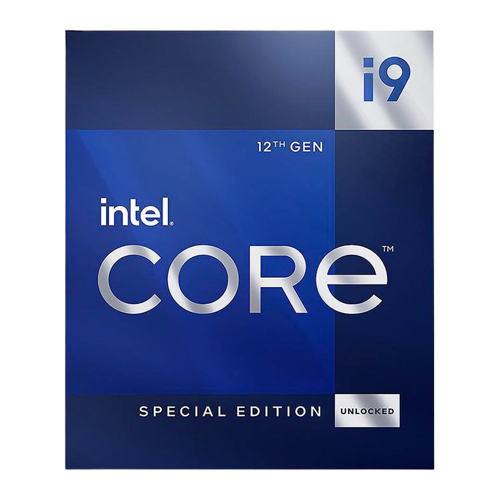 i9
12TH GEN
intel.
CORE™
SPECIAL EDITION UNLOCKED